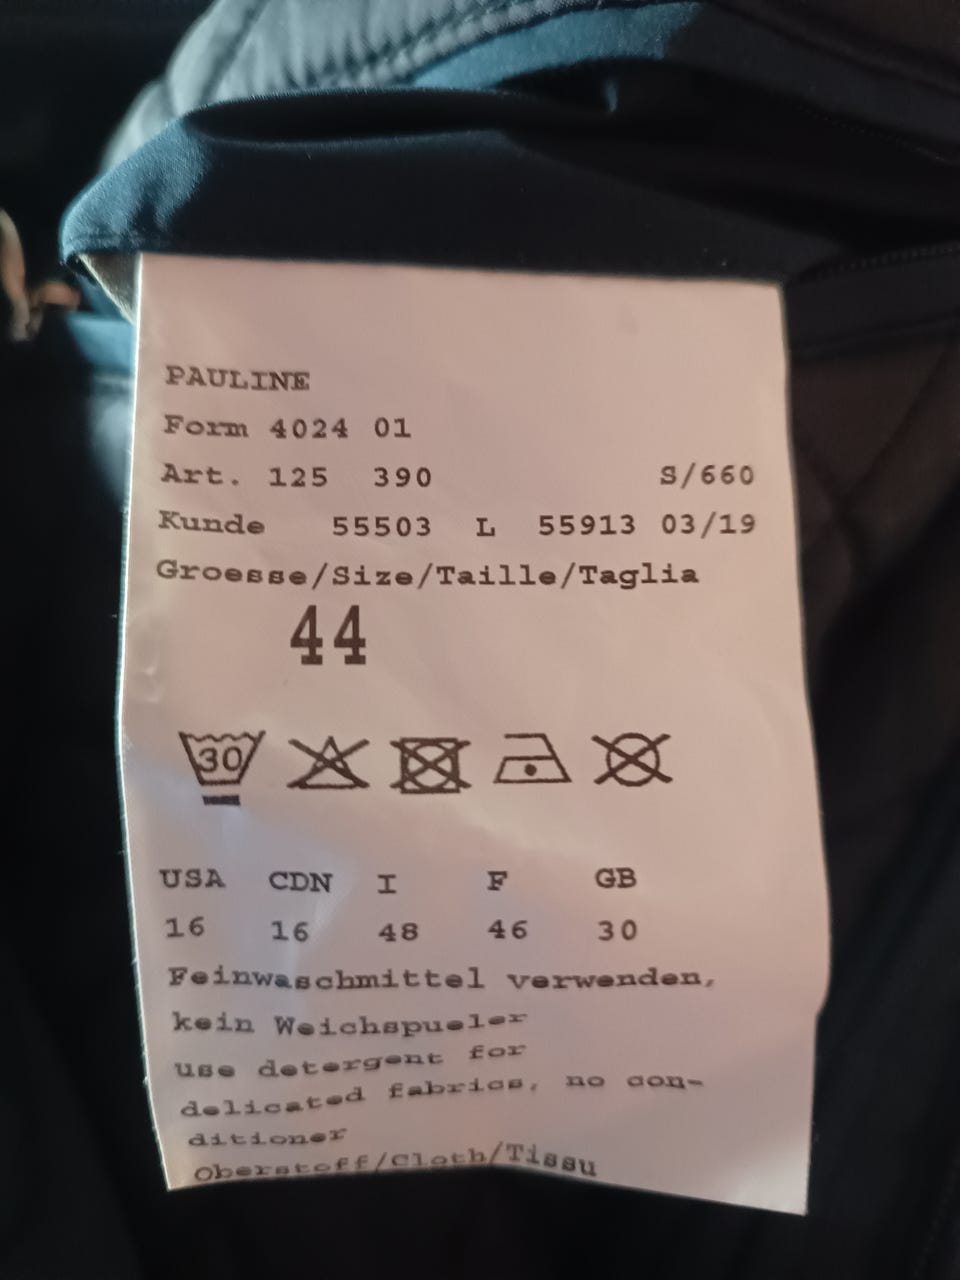 PAULINE
Form 4024 01
Art. 125 390 S/660
Kunde 55503 L 55913 03/19
Groesse/Size/Taille/Taglia
44
30
USA CDN I F GB
16 16 48 46 30
Feinwaschmittel verwenden,
kein Weichspueler
use detergent for
delicated fabrics, no con-
ditioner
Oberstoff/Cloth/Tissu